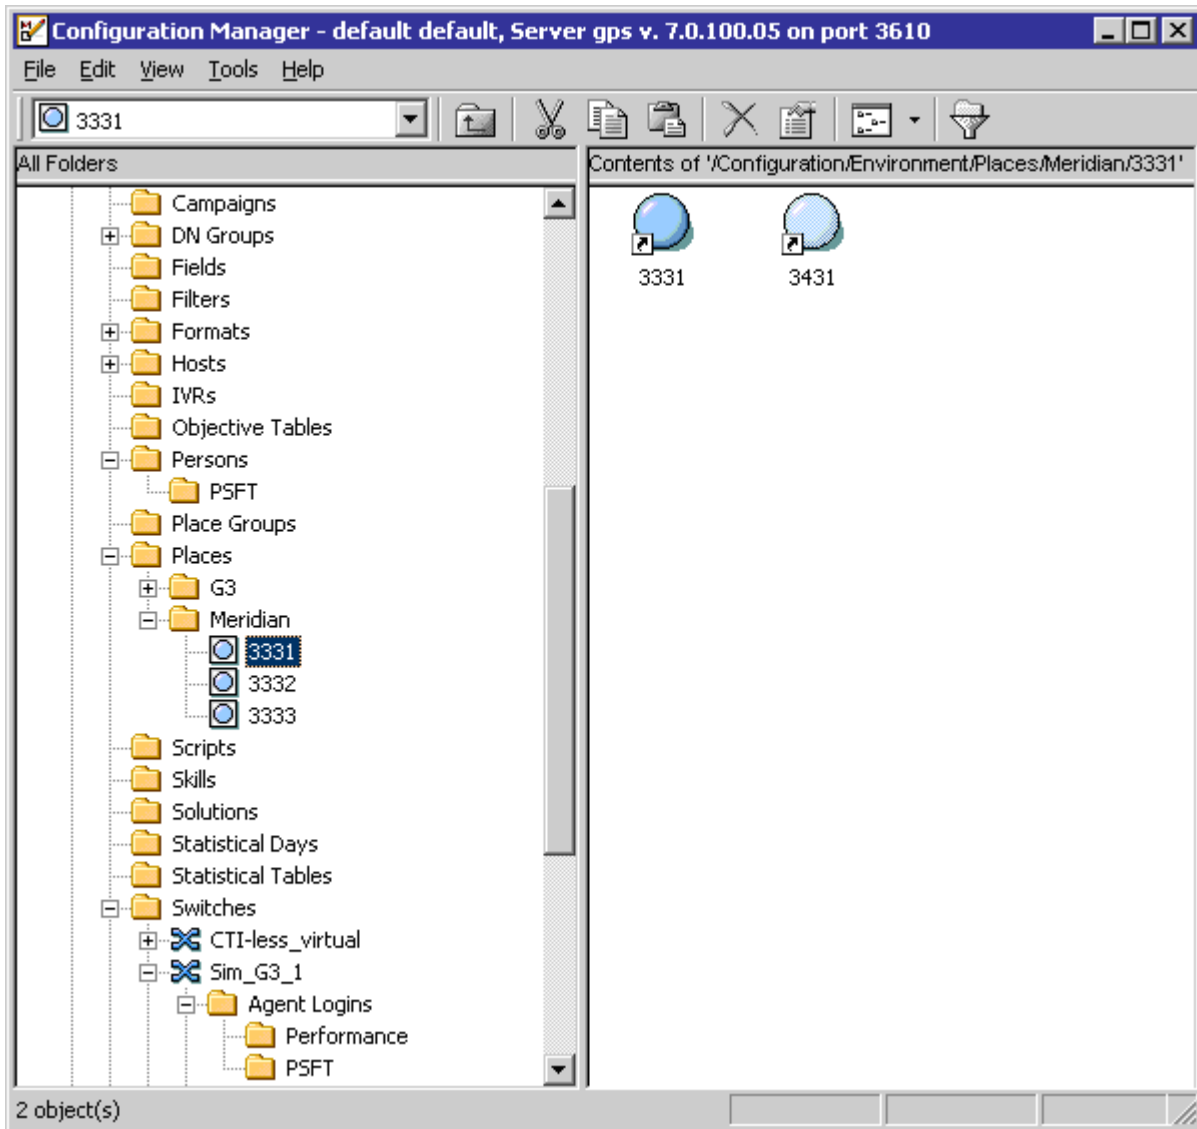 Configuration Manager - default default, Server gps v. 7.0.100.05 on port 3610
File Edit View Tools Help
3331
All Folders
Contents of '/Configuration/Environment/Places/Meridian/3331'
Campaigns
DN Groups
Fields
Filters
Formats
Hosts
IVRs
Objective Tables
Persons
PSFT
Place Groups
Places
G3
Meridian
3331
3332
3333
Scripts
Skills
Solutions
Statistical Days
Statistical Tables
Switches
CTI-less_virtual
Sim_G3_1
Agent Logins
Performance
PSFT
3331 3431
2 object(s)